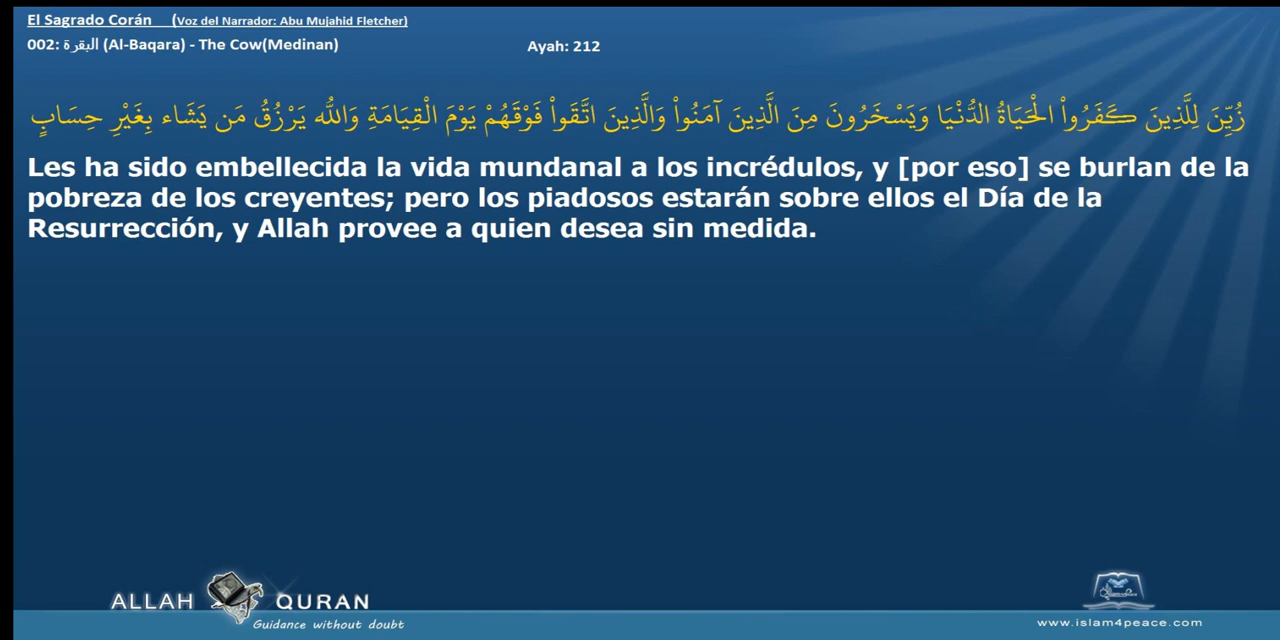 El Sagrado Corán (Voz del Narrador: Abu Mujahid Fletcher)
002: البقرة (Al-Baqara) - The Cow(Medinan) Ayah: 212
زُيِّنَ لِلَّذِينَ كَفَرُواْ الْحَيَاةُ الدُّنْيَا وَيَسْخَرُونَ مِنَ الَّذِينَ آمَنُواْ وَالَّذِينَ اتَّقَواْ فَوْقَهُمْ يَوْمَ الْقِيَامَةِ وَاللّه يَرْزُقُ مَن يَشَاء بِغَيْرِ حِسَابٍ
Les ha sido embellecida la vida mundanal a los incrédulos, y [por eso] se burlan de la
pobreza de los creyentes; pero los piadosos estarán sobre ellos el Día de la
Resurrección, y Allah provee a quien desea sin medida.
ALLAH QURAN
Guidance without doubt
www.islam4peace.com